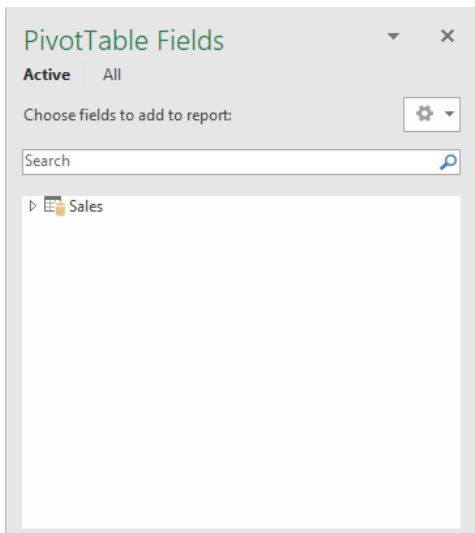 PivotTable Fields
Active All
Choose fields to add to report:
Search
Sales